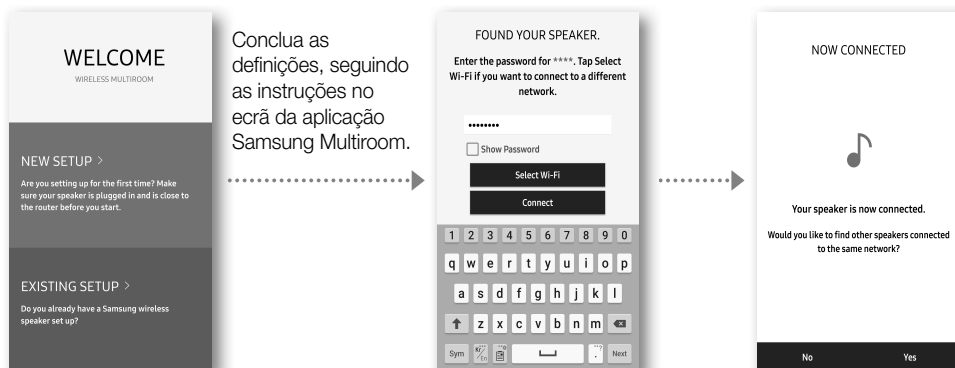 WELCOME
WIRELESS MULTIROOM
NEW SETUP >
Are you setting up for the first time? Make
sure your speaker is plugged in and is close to
the router before you start.
EXISTING SETUP >
Do you already have a Samsung wireless
speaker set up?
Conclua as
definições, seguindo
as instruções no
ecrã da aplicação
Samsung Multiroom.
FOUND YOUR SPEAKER.
Enter the password for ****. Tap Select
Wi-Fi if you want to connect to a different
network.
••••••••
Show Password
Select Wi-Fi
Connect
1 2 3 4 5 6 7 8 9 0
q w e r t y u i o p
a s d f g h j k l
z x c v b n m
Sym Kr/En . Next
NOW CONNECTED
Your speaker is now connected.
Would you like to find other speakers connected
to the same network?
No Yes